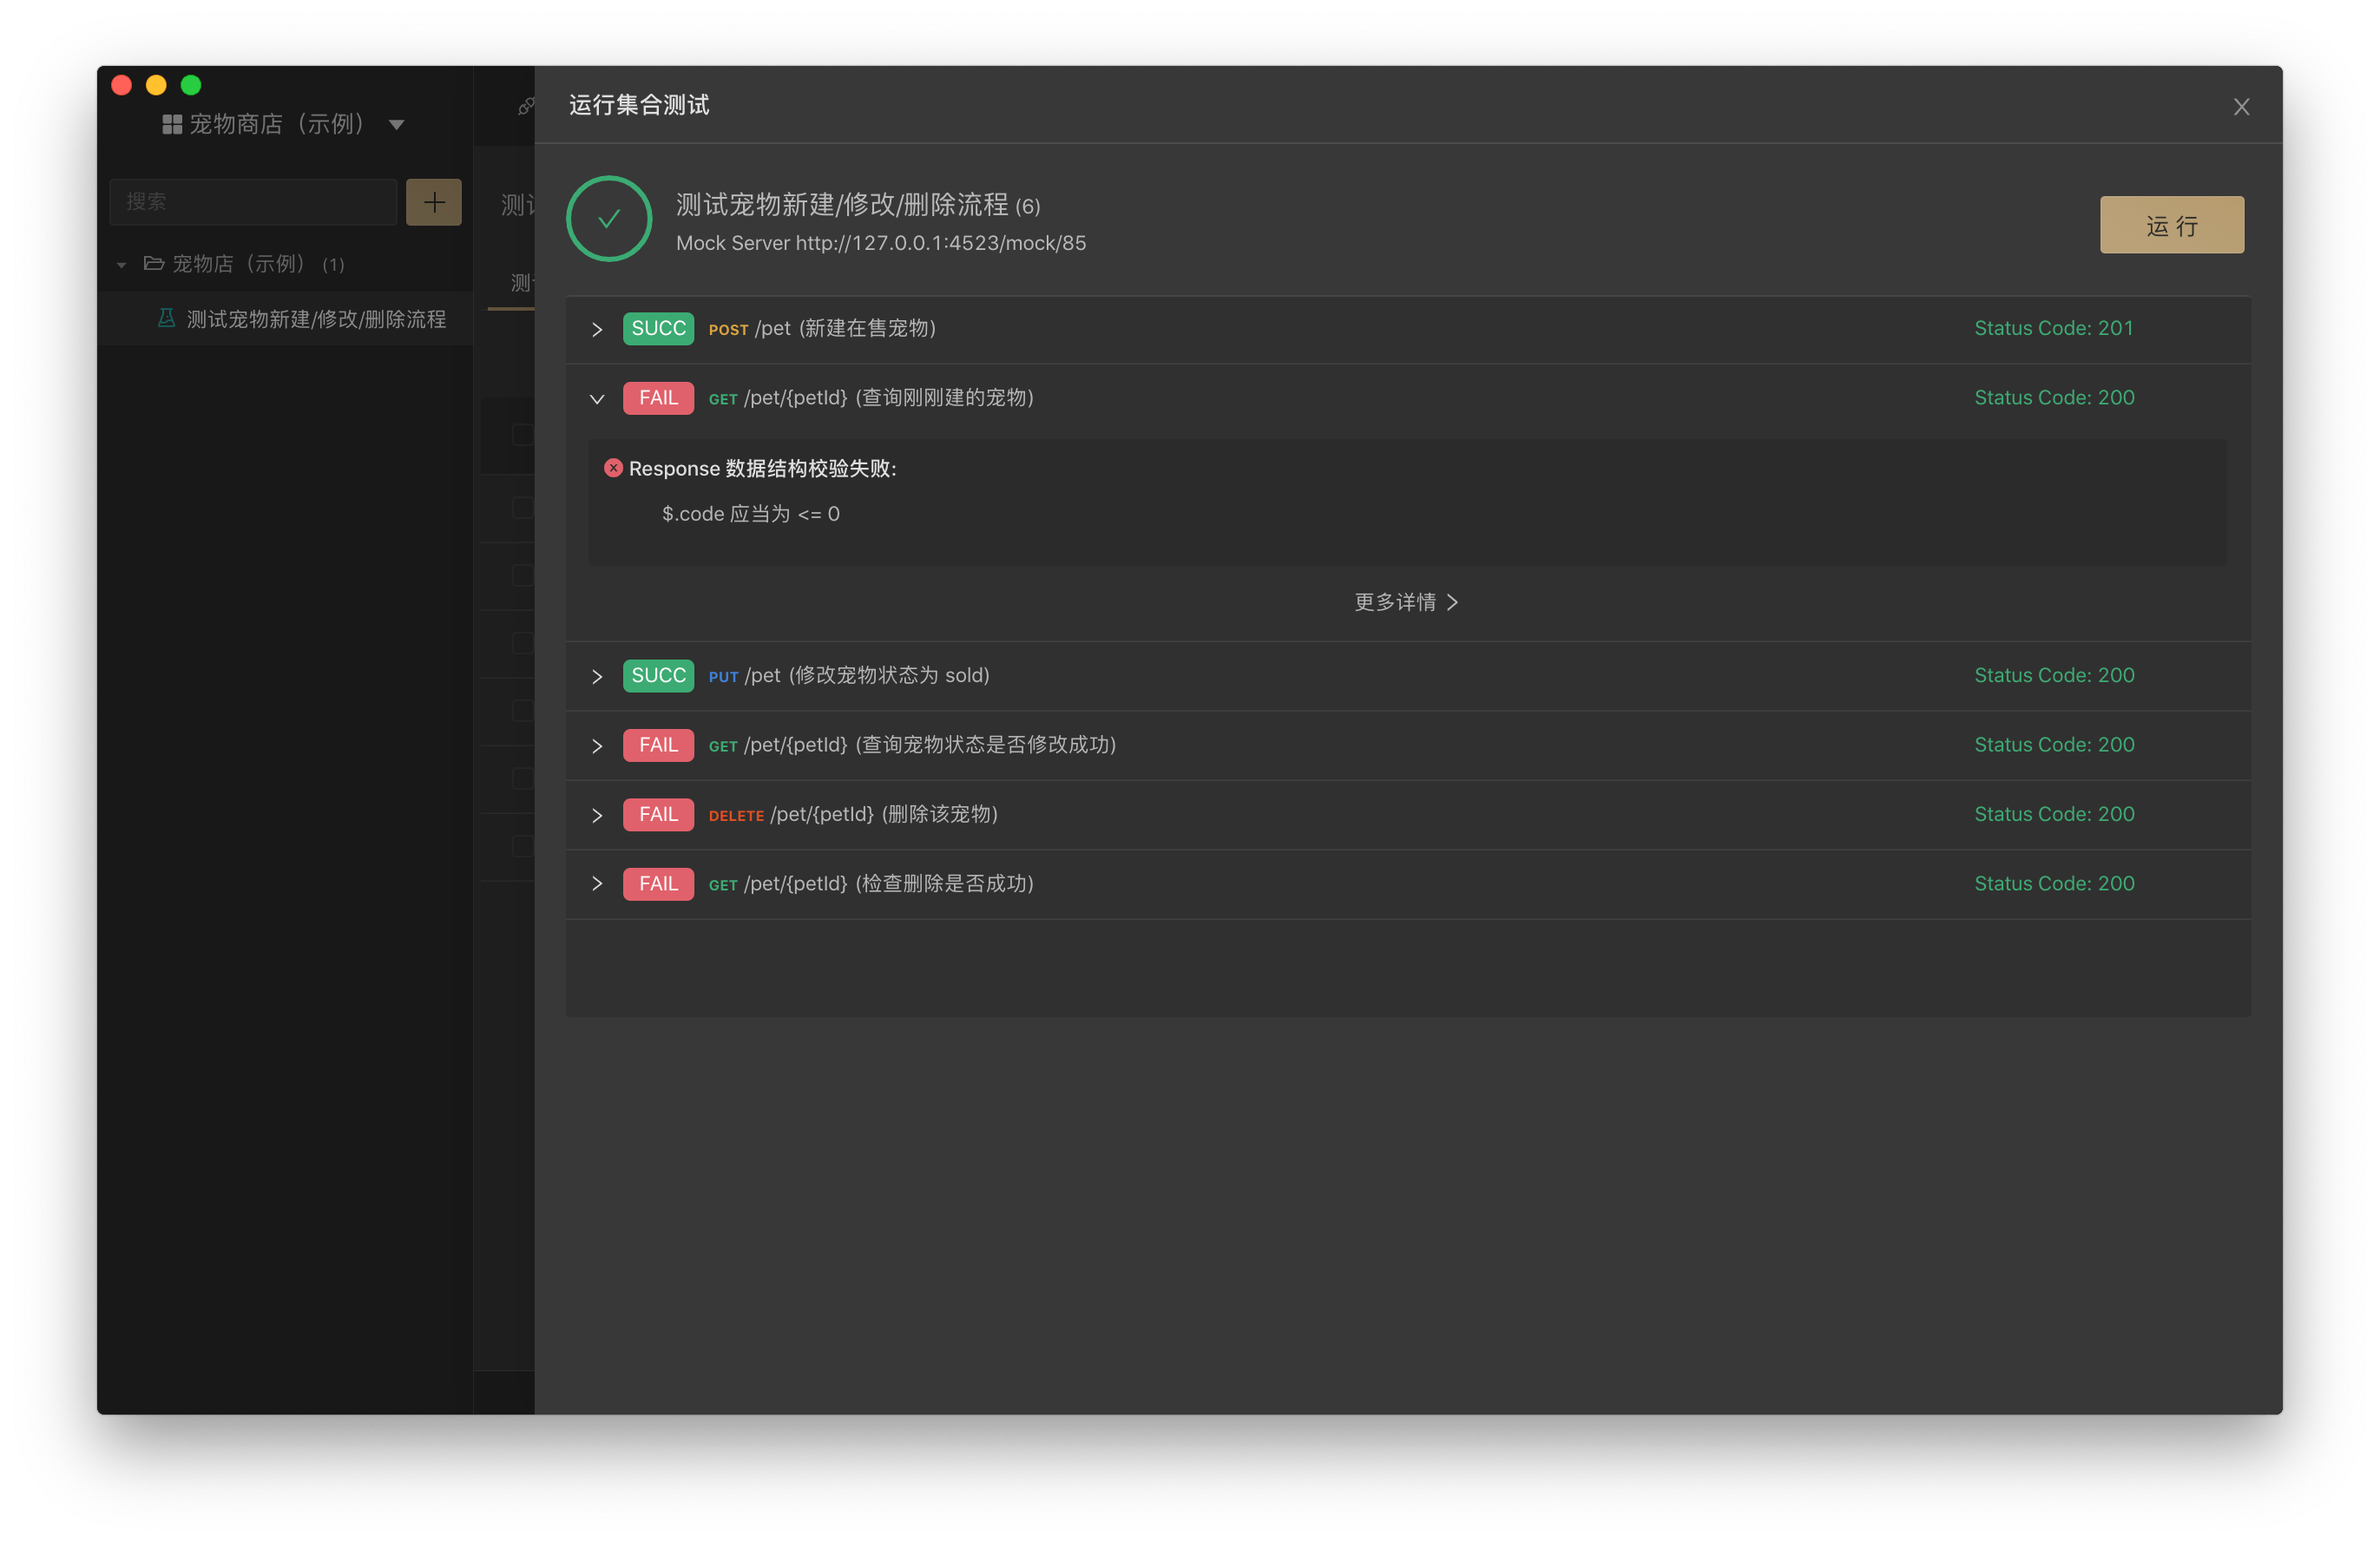 宠物商店（示例）
搜索
宠物店（示例） (1)
测试宠物新建/修改/删除流程
测试
测
运行集合测试
测试宠物新建/修改/删除流程 (6)
Mock Server http://127.0.0.1:4523/mock/85
运 行
SUCC POST /pet (新建在售宠物) Status Code: 201
FAIL GET /pet/{petId} (查询刚刚建的宠物) Status Code: 200
Response 数据结构校验失败:
$.code 应当为 <= 0
更多详情
SUCC PUT /pet (修改宠物状态为 sold) Status Code: 200
FAIL GET /pet/{petId} (查询宠物状态是否修改成功) Status Code: 200
FAIL DELETE /pet/{petId} (删除该宠物) Status Code: 200
FAIL GET /pet/{petId} (检查删除是否成功) Status Code: 200